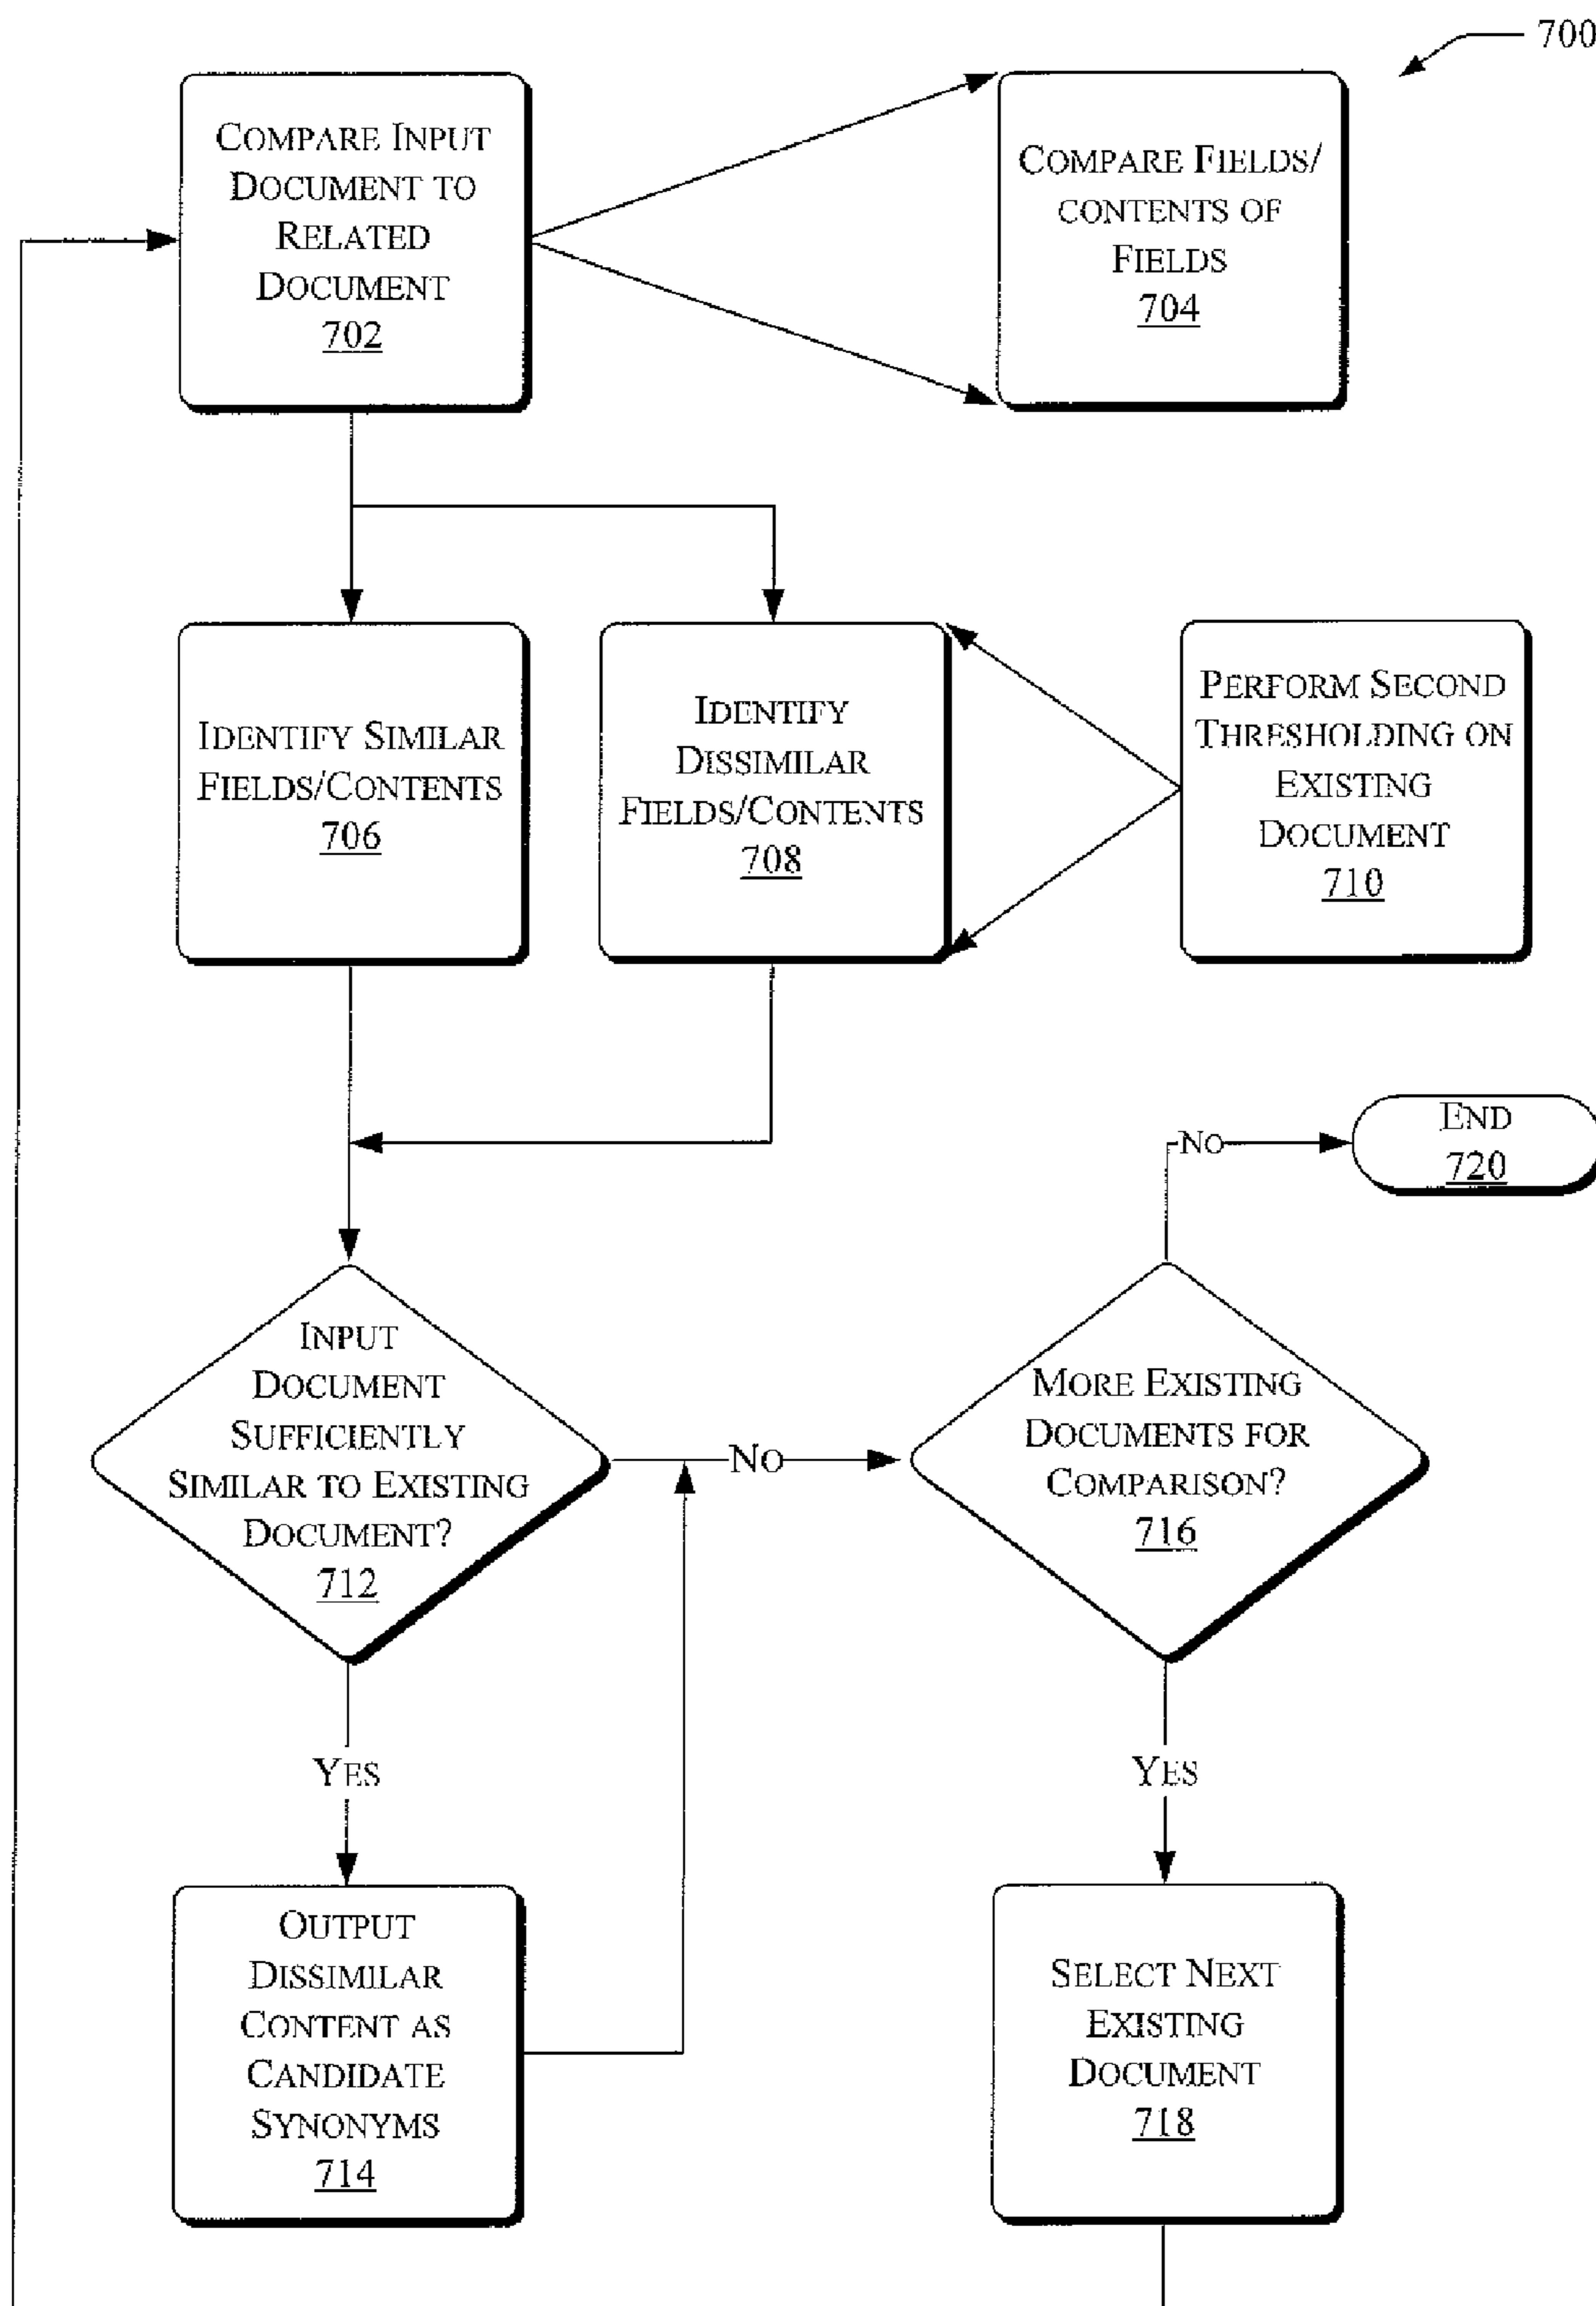 700
COMPARE INPUT
DOCUMENT TO
RELATED
DOCUMENT
702
COMPARE FIELDS/
CONTENTS OF
FIELDS
704
IDENTIFY SIMILAR
FIELDS/CONTENTS
706
IDENTIFY
DISSIMILAR
FIELDS/CONTENTS
708
PERFORM SECOND
THRESHOLDING ON
EXISTING
DOCUMENT
710
END
720
NO
INPUT
DOCUMENT
SUFFICIENTLY
SIMILAR TO EXISTING
DOCUMENT?
712
NO
MORE EXISTING
DOCUMENTS FOR
COMPARISON?
716
YES
YES
OUTPUT
DISSIMILAR
CONTENT AS
CANDIDATE
SYNONYMS
714
SELECT NEXT
EXISTING
DOCUMENT
718